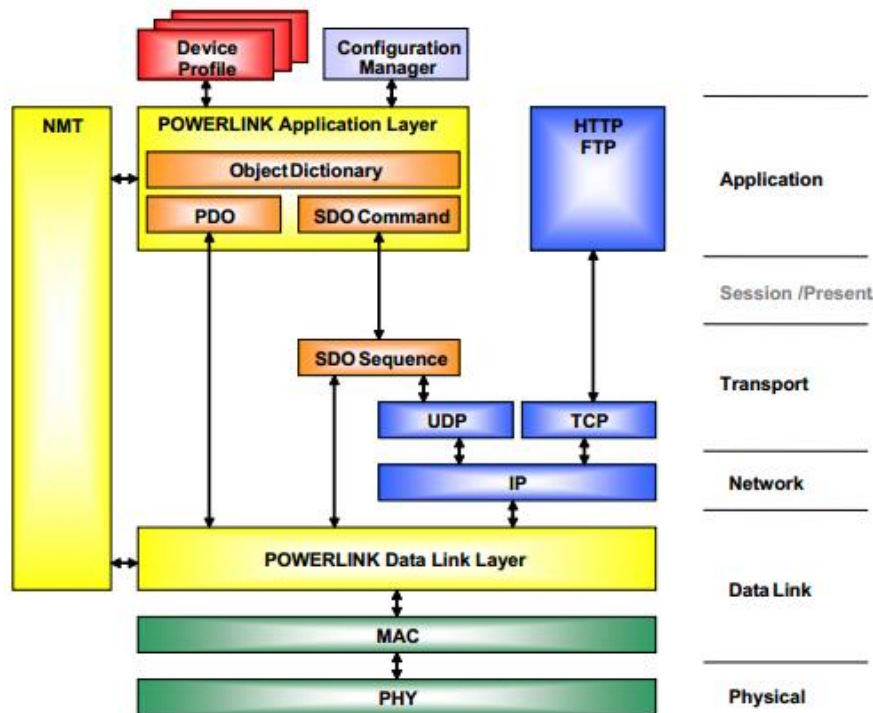 Device
Profile
Configuration
Manager
NMT
POWERLINK Application Layer
HTTP
FTP
Object Dictionary
Application
PDO
SDO Command
Session /Present
SDO Sequence
Transport
UDP
TCP
IP
Network
POWERLINK Data Link Layer
Data Link
MAC
PHY
Physical